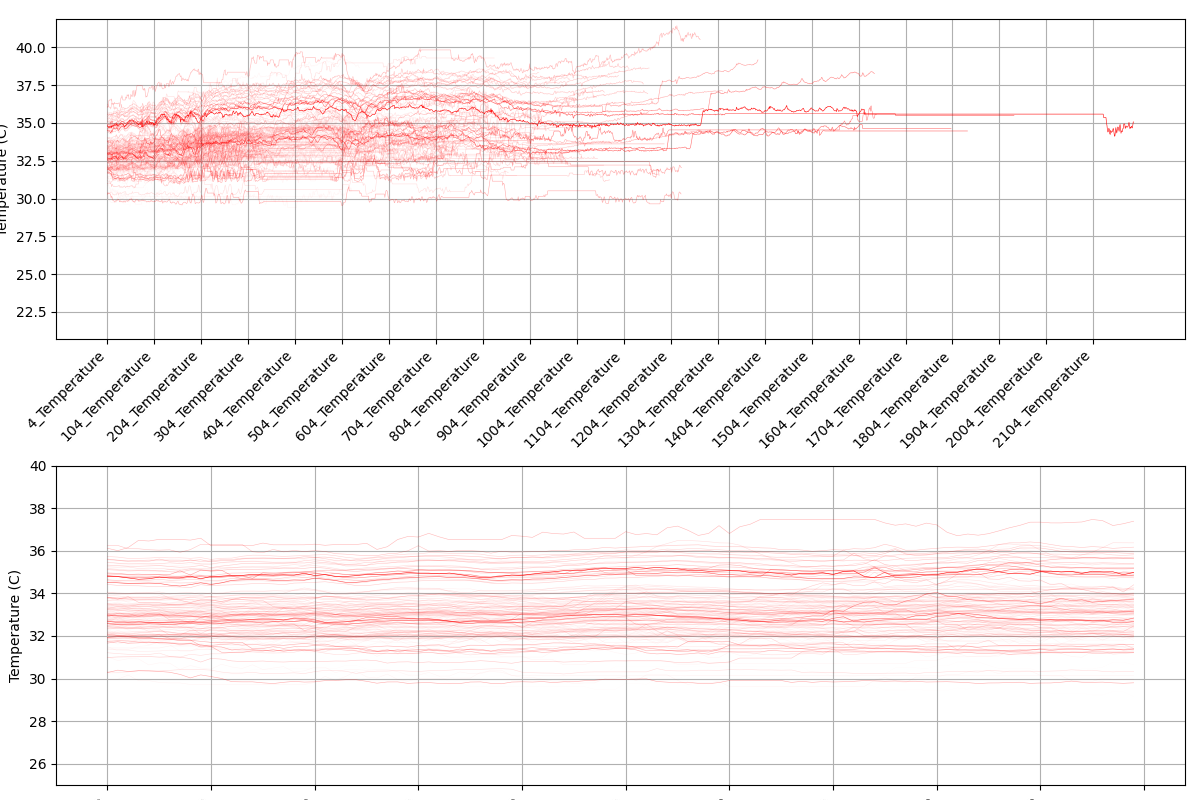 40.0
37.5
35.0
32.5
30.0
27.5
25.0
22.5
Temperature (C)
4_Temperature
104_Temperature
204_Temperature
304_Temperature
404_Temperature
504_Temperature
604_Temperature
704_Temperature
804_Temperature
904_Temperature
1004_Temperature
1104_Temperature
1204_Temperature
1304_Temperature
1404_Temperature
1504_Temperature
1604_Temperature
1704_Temperature
1804_Temperature
1904_Temperature
2004_Temperature
2104_Temperature
40
38
36
34
32
30
28
26
Temperature (C)